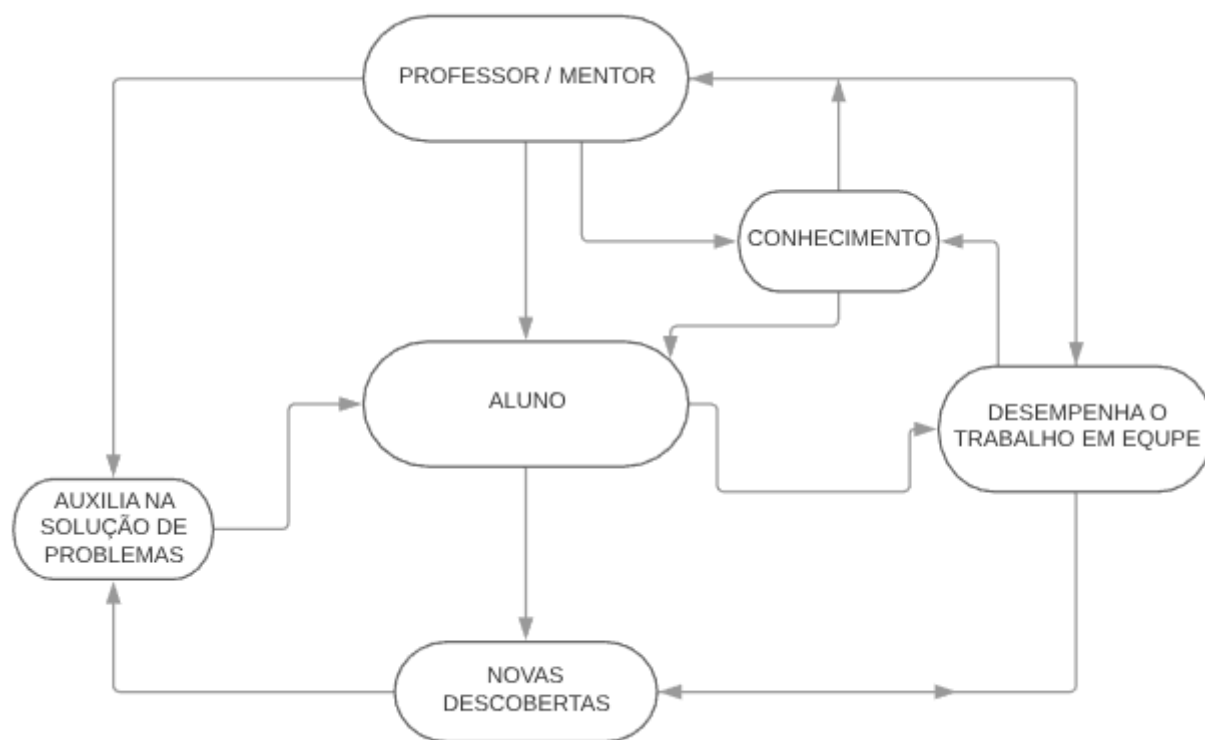 PROFESSOR / MENTOR
CONHECIMENTO
ALUNO
DESEMPENHA O
TRABALHO EM EQUPE
AUXILIA NA
SOLUÇÃO DE
PROBLEMAS
NOVAS
DESCOBERTAS